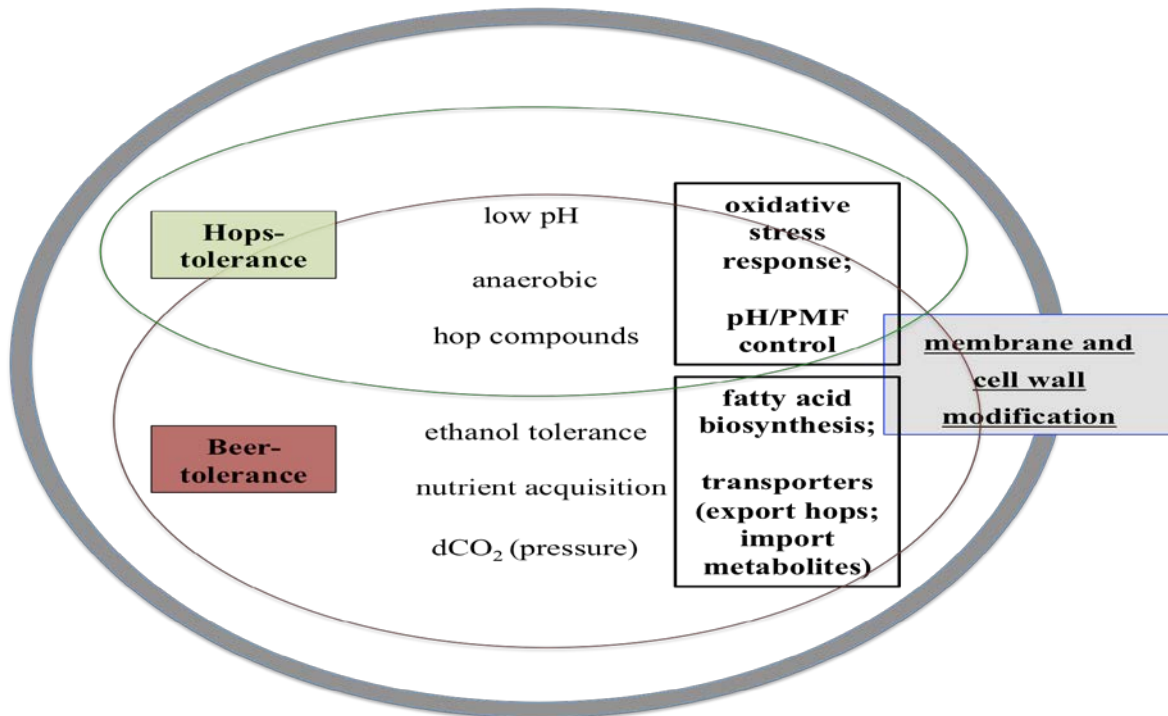 Hops-
tolerance
low pH
anaerobic
hop compounds
oxidative
stress
response;
pH/PMF
control
membrane and
cell wall
modification
Beer-
tolerance
ethanol tolerance
nutrient acquisition
dCO₂ (pressure)
fatty acid
biosynthesis;
transporters
(export hops;
import
metabolites)